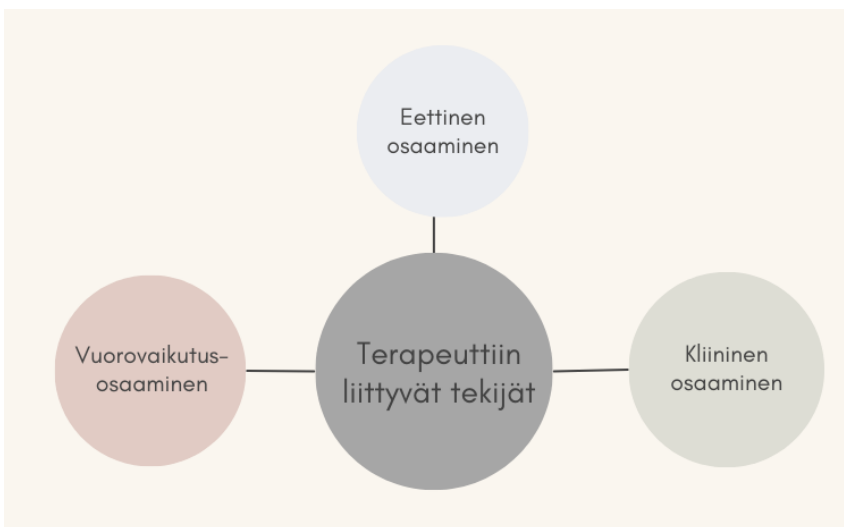 Eettinen
osaaminen
Vuorovaikutus-
osaaminen
Terapeuttiin
liittyvät tekijät
Kliininen
osaaminen